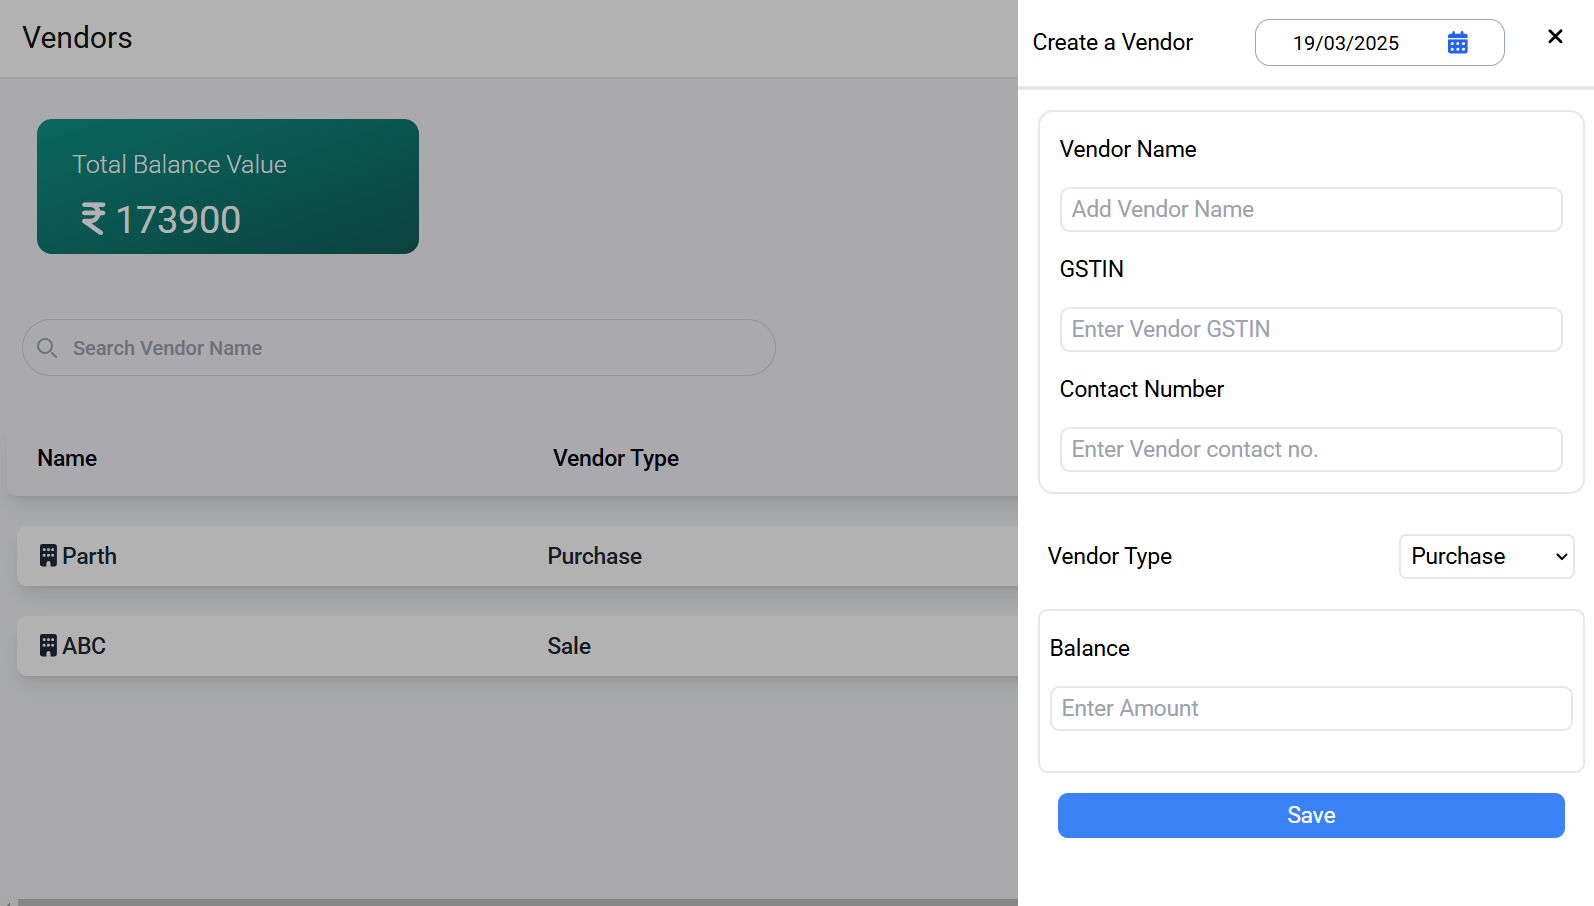 Vendors
Total Balance Value
₹ 173900
Search Vendor Name
Name Vendor Type
Parth Purchase
ABC Sale
Create a Vendor 19/03/2025
Vendor Name
Add Vendor Name
GSTIN
Enter Vendor GSTIN
Contact Number
Enter Vendor contact no.
Vendor Type Purchase
Balance
Enter Amount
Save